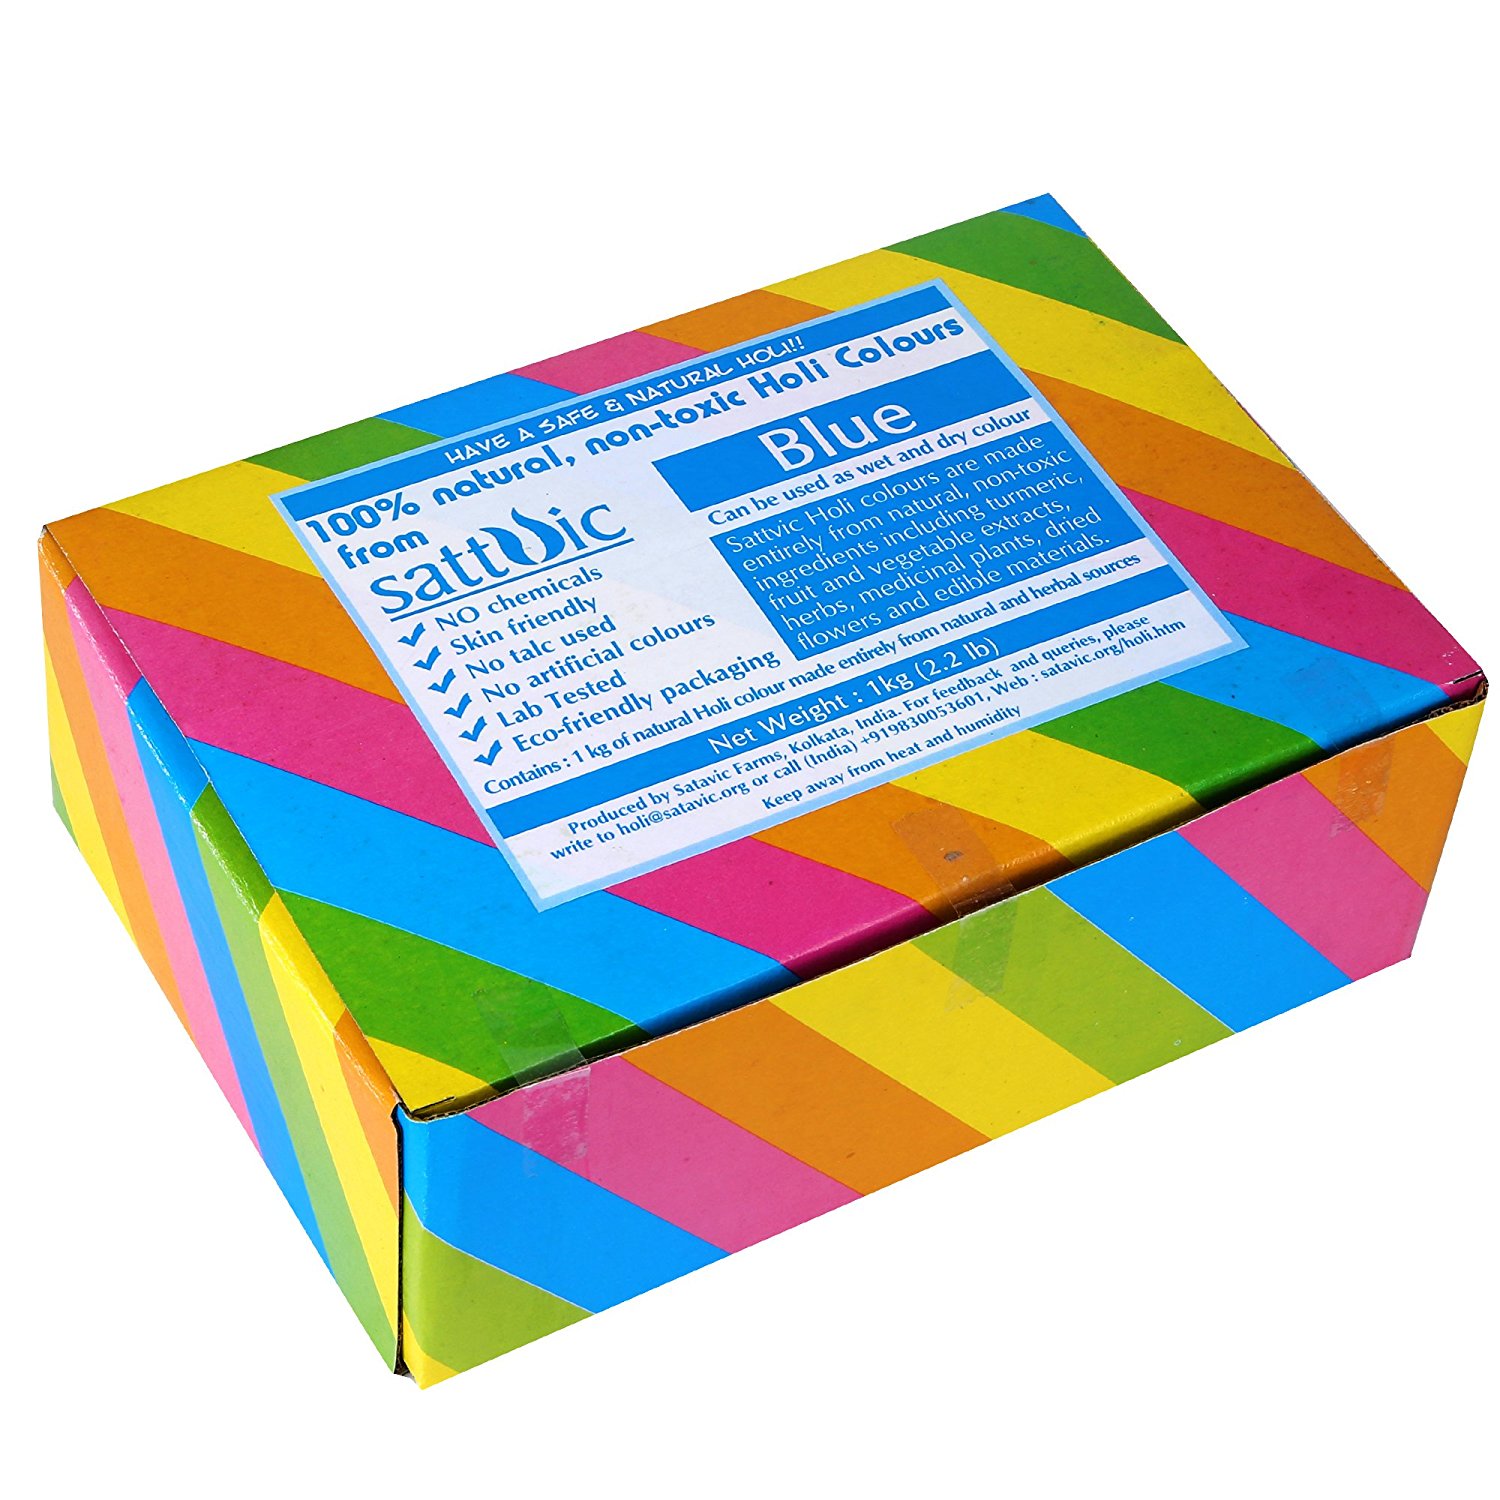 HAVE A SAFE & NATURAL HOLI!!
100% natural, non-toxic Holi Colours
from
sattvic
NO chemicals
Skin friendly
No talc used
No artificial colours
Lab Tested
Eco-friendly packaging
Blue
Can be used as wet and dry colour
Sattvic Holi colours are made
entirely from natural, non-toxic
ingredients including turmeric,
fruit and vegetable extracts,
herbs, medicinal plants, dried
flowers and edible materials.
Contains : 1 kg of natural Holi colour made entirely from natural and herbal sources
Net Weight : 1kg (2.2 lb)
Produced by Satavic Farms, Kolkata, India. For feedback and queries, please
write to holi@satavic.org or call (India) +919830053601, Web : satavic.org/holi.htm
Keep away from heat and humidity